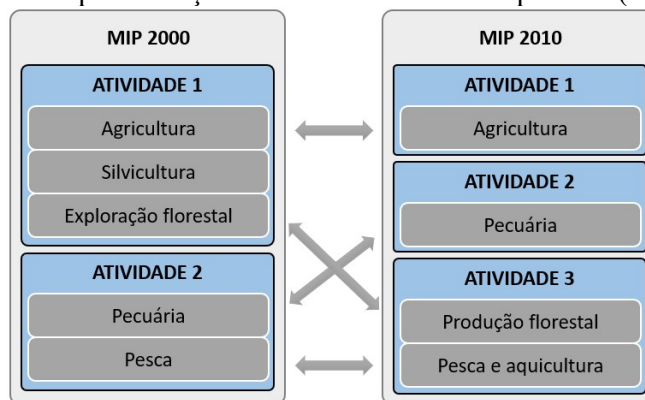 MIP 2000
ATIVIDADE 1
Agricultura
Silvicultura
Exploração florestal
ATIVIDADE 2
Pecuária
Pesca
MIP 2010
ATIVIDADE 1
Agricultura
ATIVIDADE 2
Pecuária
ATIVIDADE 3
Produção florestal
Pesca e aquicultura